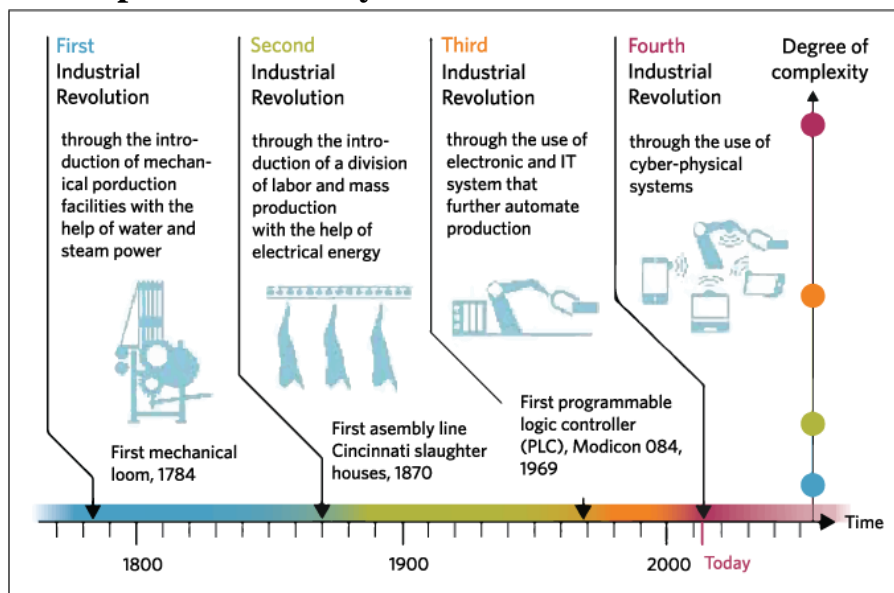 First
Industrial
Revolution
through the intro-
duction of mechan-
ical porduction
facilities with the
help of water and
steam power
First mechanical
loom, 1784
Second
Industrial
Revolution
through the intro-
duction of a division
of labor and mass
production
with the help of
electrical energy
First asembly line
Cincinnati slaughter
houses, 1870
Third
Industrial
Revolution
through the use of
electronic and IT
system that
further automate
production
First programmable
logic controller
(PLC), Modicon 084,
1969
Fourth
Industrial
Revolution
through the use of
cyber-physical
systems
Degree of
complexity
Time
1800
1900
2000
Today